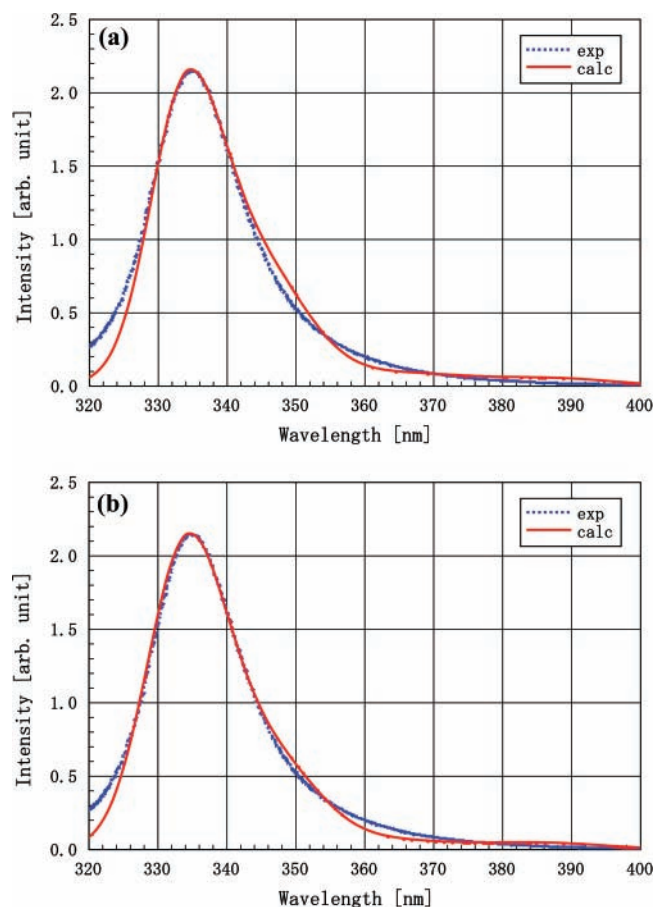 (a)
exp
calc
Intensity [arb. unit]
2.5
2.0
1.5
1.0
0.5
0.0
320 330 340 350 360 370 380 390 400
Wavelength [nm]
(b)
exp
calc
Intensity [arb. unit]
2.5
2.0
1.5
1.0
0.5
0.0
320 330 340 350 360 370 380 390 400
Wavelength [nm]